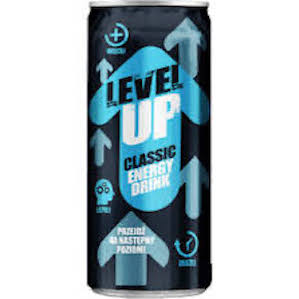 LEVEL
UP
CLASSIC
ENERGY
DRINK
PRZEJDŹ
NA NASTĘPNY
POZIOM!